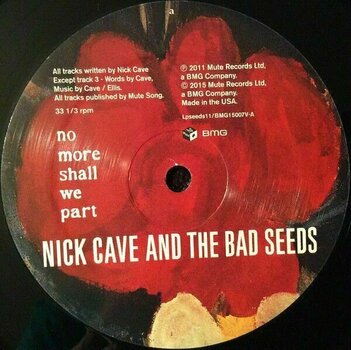 a
All tracks written by Nick Cave
Except track 3 - Words by Cave,
Music by Cave / Ellis.
All tracks published by Mute Song.
33 1/3 rpm
℗ 2011 Mute Records Ltd,
a BMG Company.
© 2015 Mute Records Ltd,
a BMG Company.
Made in the USA.
Lpseeds11/BMG15007V-A
BMG
no
more
shall
we
part
NICK CAVE AND THE BAD SEEDS